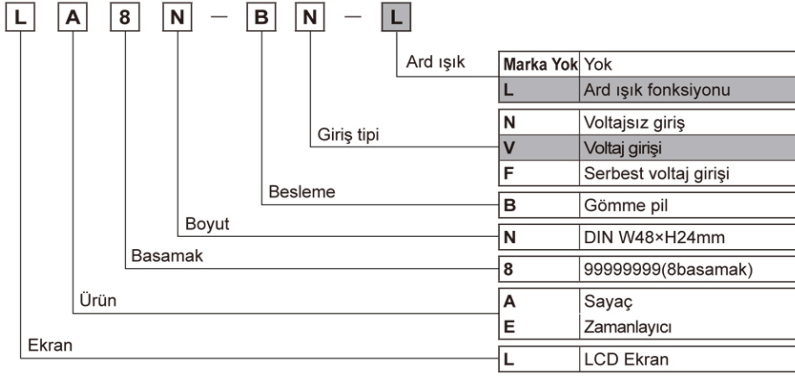 L A 8 N － B N － L
Ard ışık
Marka Yok Yok
L Ard ışık fonksiyonu
Giriş tipi
N Voltajsız giriş
V Voltaj girişi
F Serbest voltaj girişi
Besleme
B Gömme pil
Boyut
N DIN W48×H24mm
Basamak
8 99999999(8basamak)
Ürün
A Sayaç
E Zamanlayıcı
Ekran
L LCD Ekran